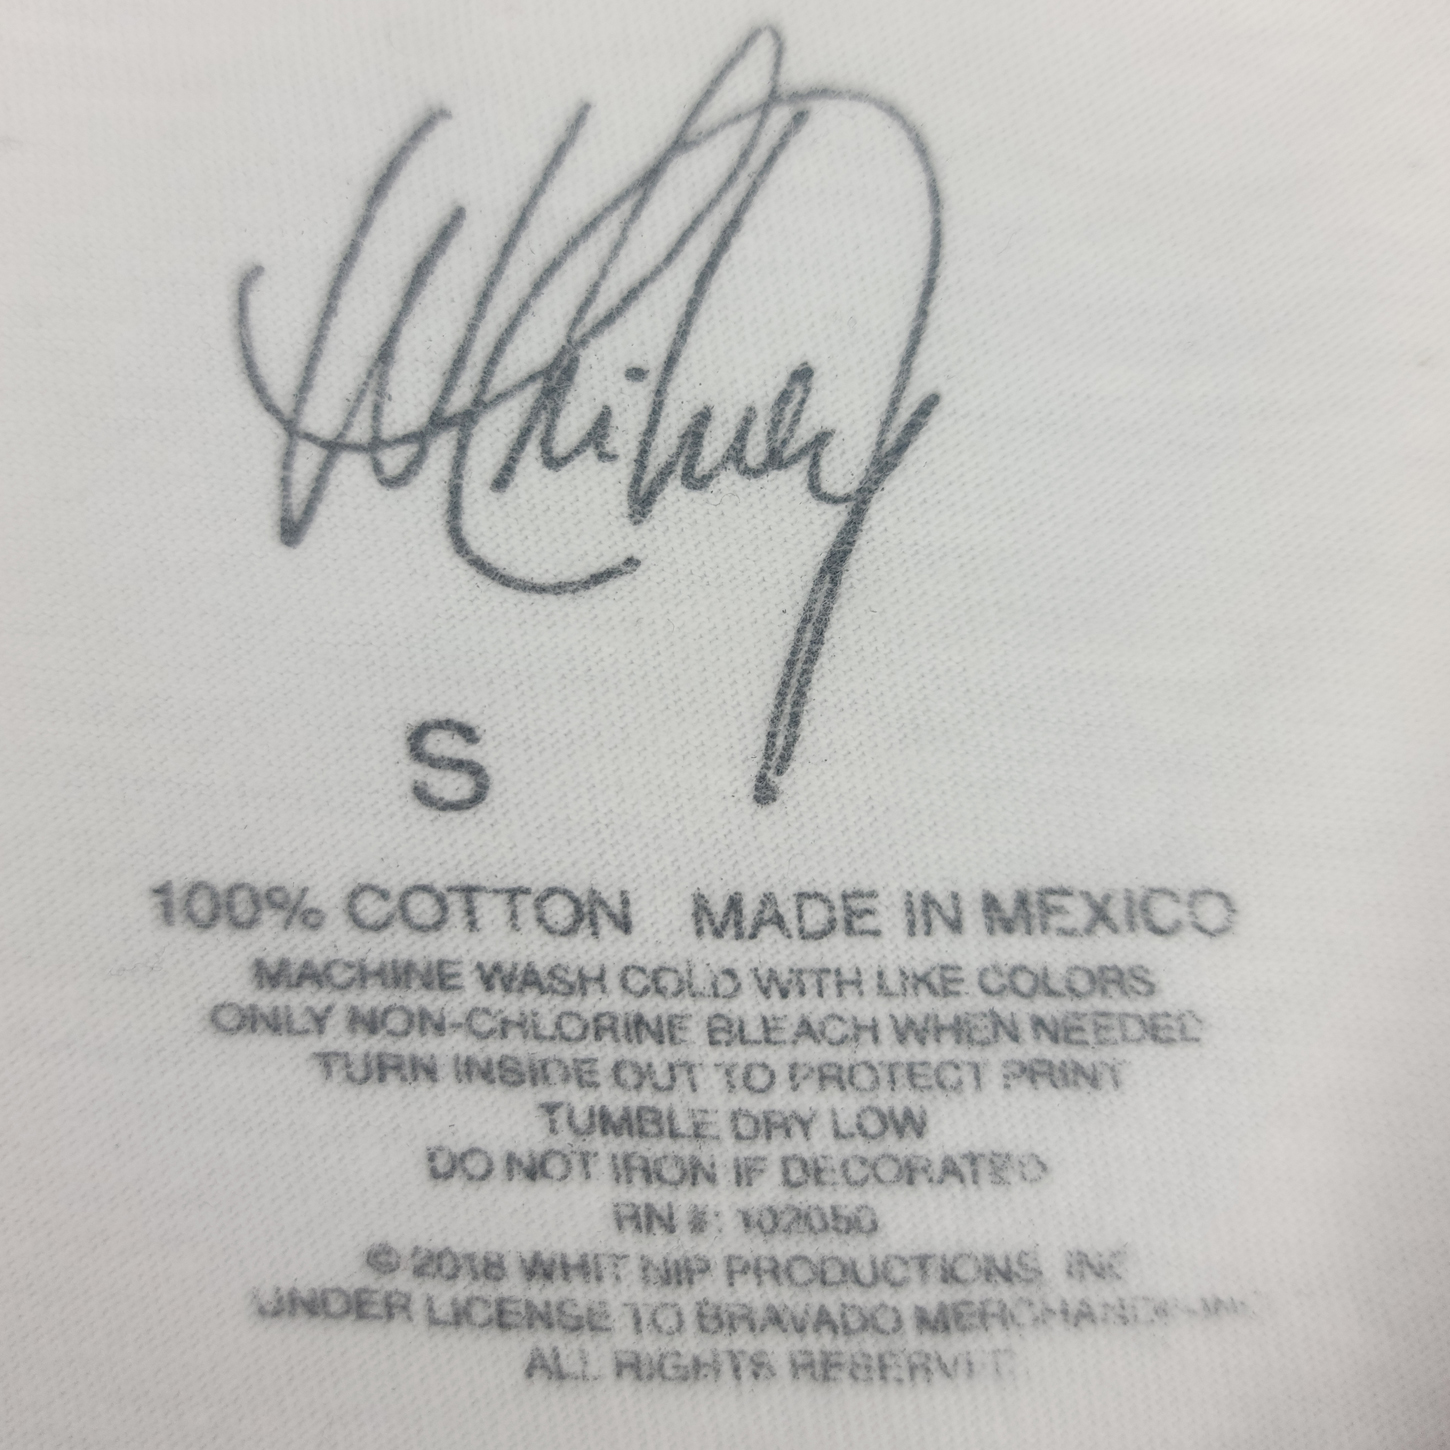 Whitney
S
100% COTTON MADE IN MEXICO
MACHINE WASH COLD WITH LIKE COLORS
ONLY NON-CHLORINE BLEACH WHEN NEEDED
TURN INSIDE OUT TO PROTECT PRINT
TUMBLE DRY LOW
DO NOT IRON IF DECORATED
RN #: 102050
© 2018 WHIT NIP PRODUCTIONS, INC
UNDER LICENSE TO BRAVADO
ALL RIGHTS RESERVED